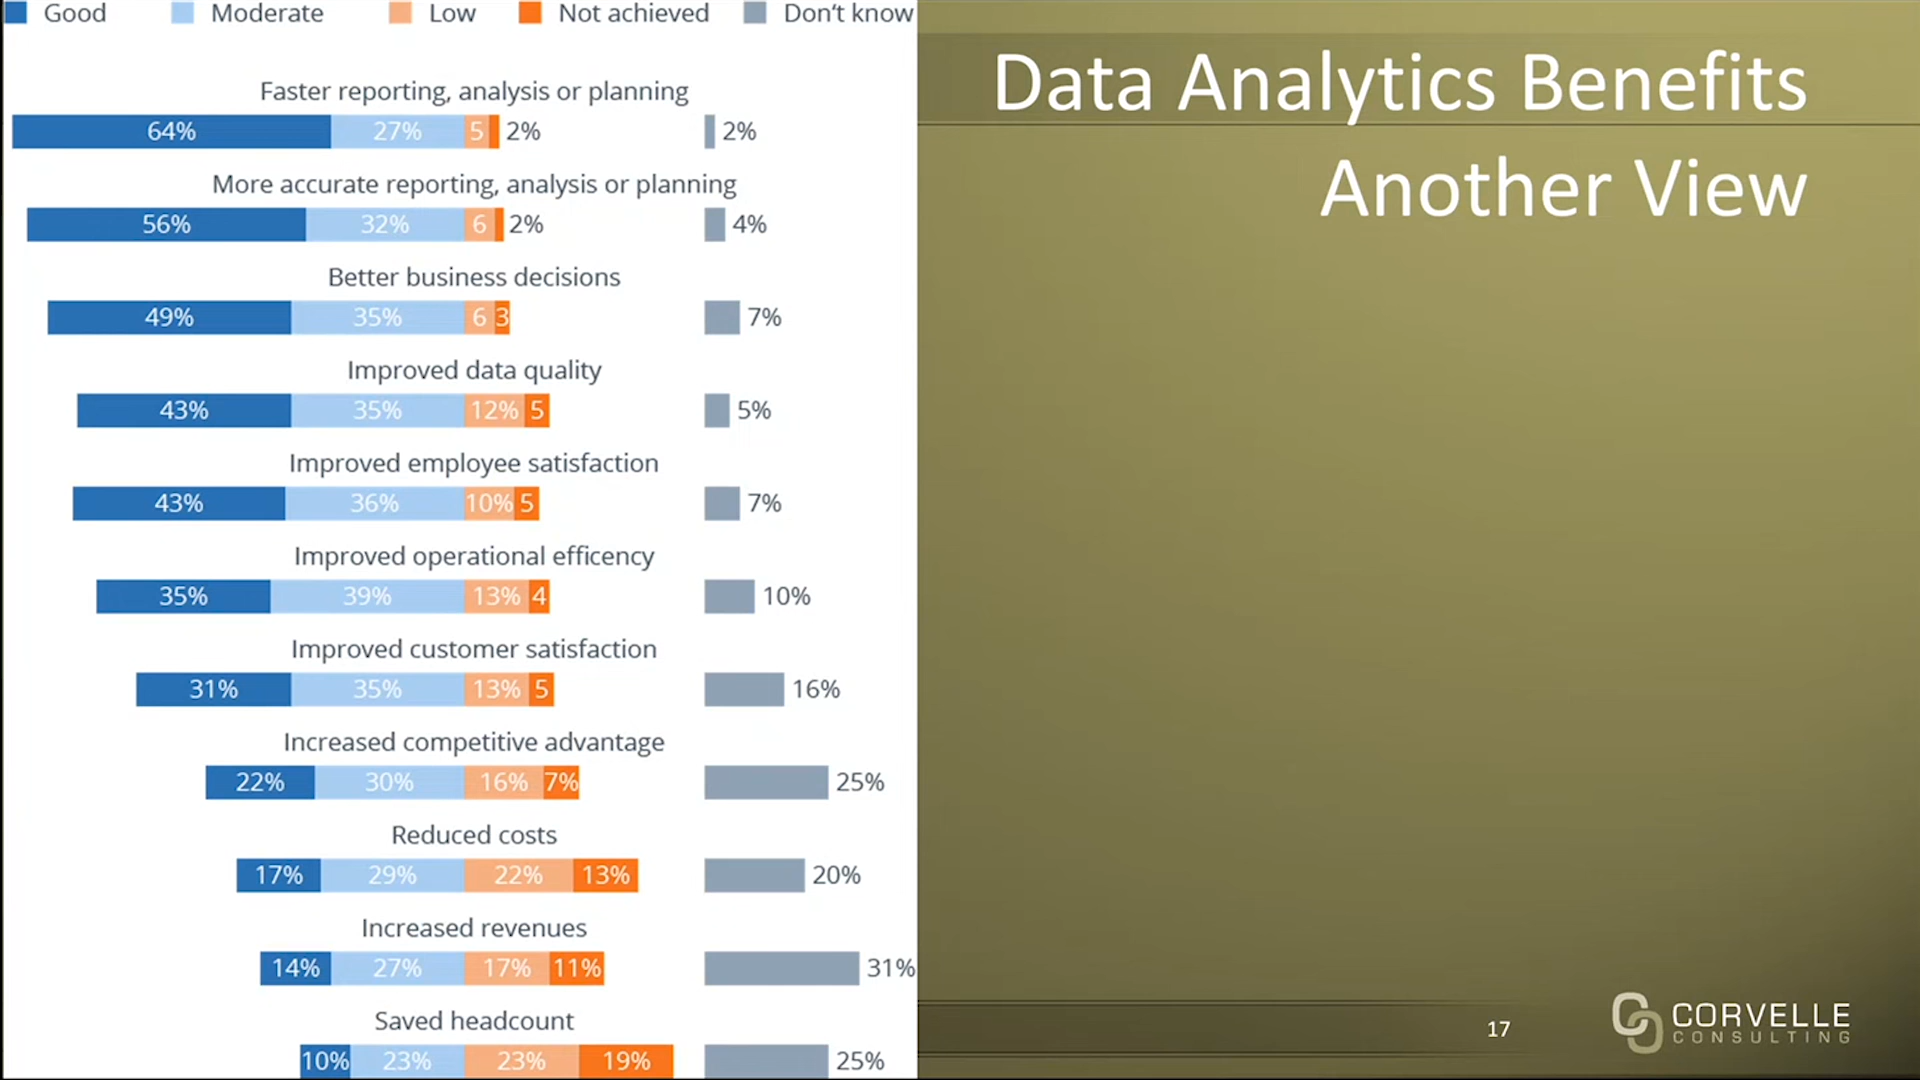 Good Moderate Low Not achieved Don't know
Faster reporting, analysis or planning
64% 27% 5 2% 2%
More accurate reporting, analysis or planning
56% 32% 6 2% 4%
Better business decisions
49% 35% 6 3 7%
Improved data quality
43% 35% 12% 5 5%
Improved employee satisfaction
43% 36% 10% 5 7%
Improved operational efficency
35% 39% 13% 4 10%
Improved customer satisfaction
31% 35% 13% 5 16%
Increased competitive advantage
22% 30% 16% 7% 25%
Reduced costs
17% 29% 22% 13% 20%
Increased revenues
14% 27% 17% 11% 31%
Saved headcount
10% 23% 23% 19% 25%
Data Analytics Benefits
Another View
17
CORVELLE
CONSULTING